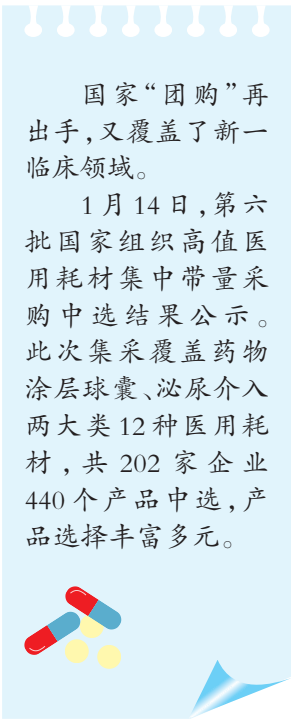 国家“团购”再
出手,又覆盖了新一
临床领域。
1月14日,第六
批国家组织高值医
用耗材集中带量采
购中选结果公示。
此次集采覆盖药物
涂层球囊、泌尿介入
两大类12种医用耗
材,共202家企业
440个产品中选,产
品选择丰富多元。